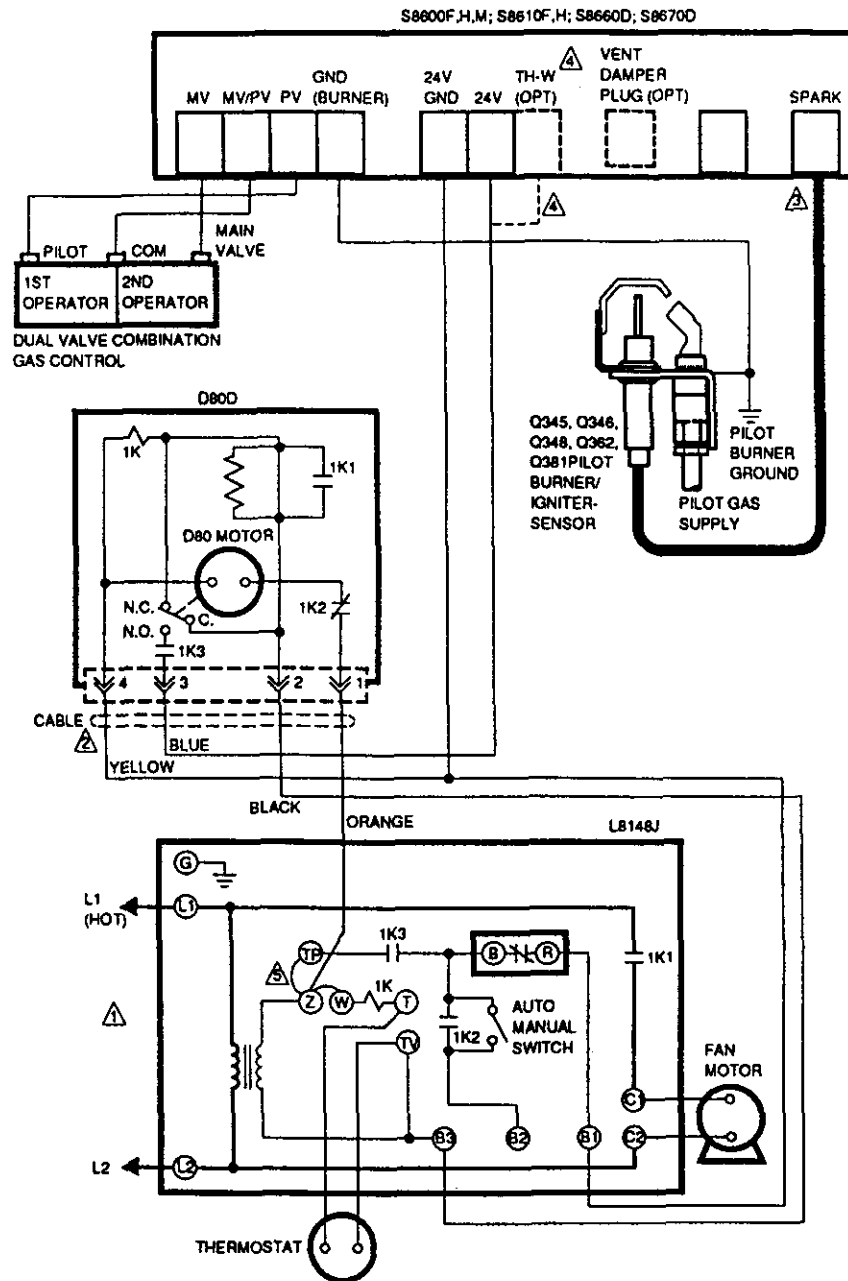 S8600F,H,M; S8610F,H; S8660D; S8670D
MV
MV/PV
PV
GND
(BURNER)
24V
GND
24V
TH-W
(OPT)
4
VENT
DAMPER
PLUG (OPT)
SPARK
4
3
PILOT
COM
MAIN
VALVE
1ST
OPERATOR
2ND
OPERATOR
DUAL VALVE COMBINATION
GAS CONTROL
Q345, Q346,
Q348, Q362,
Q381PILOT
BURNER/
IGNITER-
SENSOR
PILOT
BURNER
GROUND
PILOT GAS
SUPPLY
D80D
1K
1K1
D80 MOTOR
N.C.
C.
N.O.
1K2
1K3
4
3
2
1
CABLE
2
BLUE
YELLOW
BLACK
ORANGE
L8148J
G
L1
(HOT)
L1
1K3
TP
B
R
1K1
5
Z
W
1K
T
1K2
AUTO
MANUAL
SWITCH
1
TV
FAN
MOTOR
C1
B3
B2
B1
C2
L2
L2
THERMOSTAT